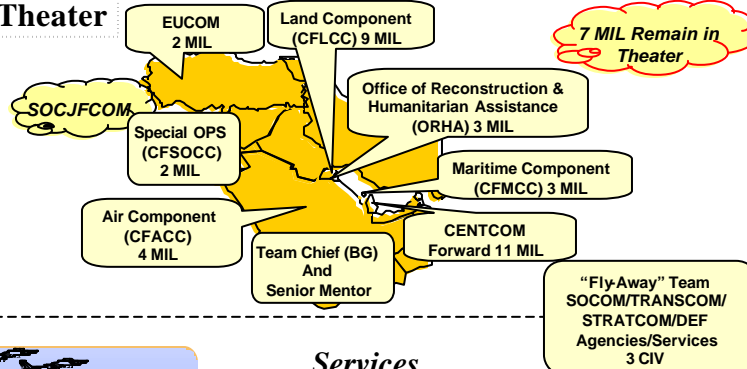 Theater
EUCOM
2 MIL
Land Component
(CFLCC) 9 MIL
7 MIL Remain in
Theater
SOCJFCOM
Office of Reconstruction &
Humanitarian Assistance
(ORHA) 3 MIL
Special OPS
(CFSOCC)
2 MIL
Maritime Component
(CFMCC) 3 MIL
Air Component
(CFACC)
4 MIL
CENTCOM
Forward 11 MIL
Team Chief (BG)
And
Senior Mentor
“Fly-Away” Team
SOCOM/TRANSCOM/
STRATCOM/DEF
Agencies/Services
3 CIV
Services